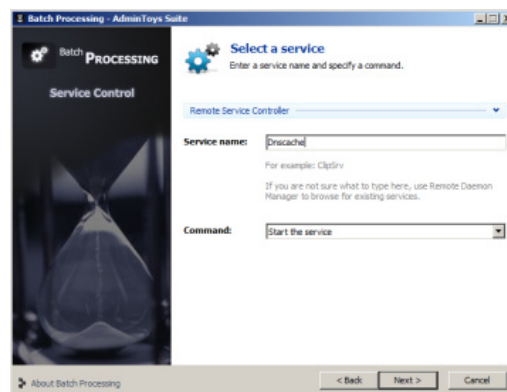 Batch Processing - AdminToys Suite
Batch PROCESSING
Service Control
Select a service
Enter a service name and specify a command.
Remote Service Controller
Service name:
Dnscache
For example: ClipSrv
If you are not sure what to type here, use Remote Daemon
Manager to browse for existing services.
Command:
Start the service
About Batch Processing
< Back
Next >
Cancel